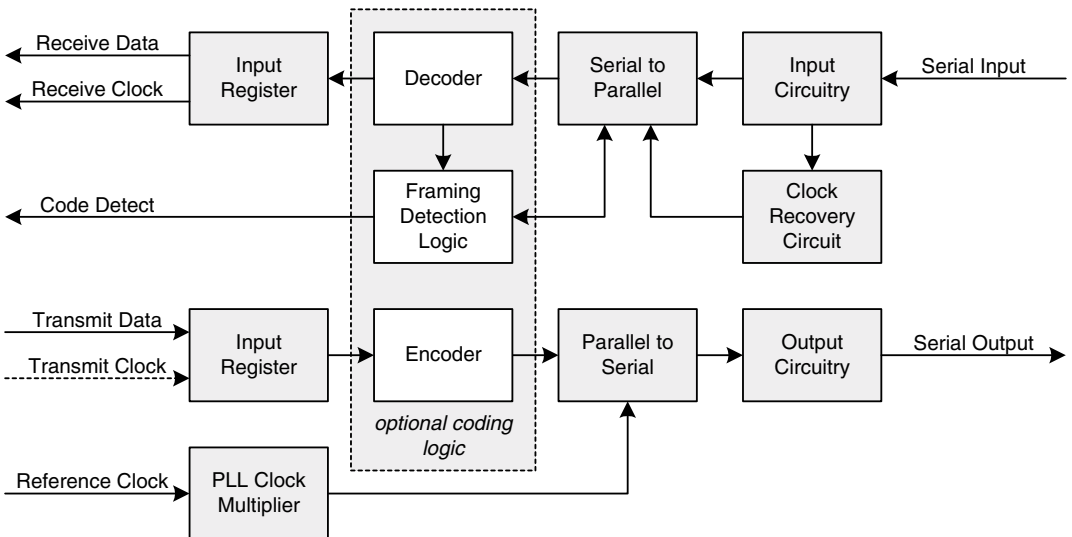 Receive Data
Receive Clock
Input
Register
Decoder
Serial to
Parallel
Input
Circuitry
Serial Input
Code Detect
Framing
Detection
Logic
Clock
Recovery
Circuit
Transmit Data
Transmit Clock
Input
Register
Encoder
Parallel to
Serial
Output
Circuitry
Serial Output
optional coding
logic
Reference Clock
PLL Clock
Multiplier